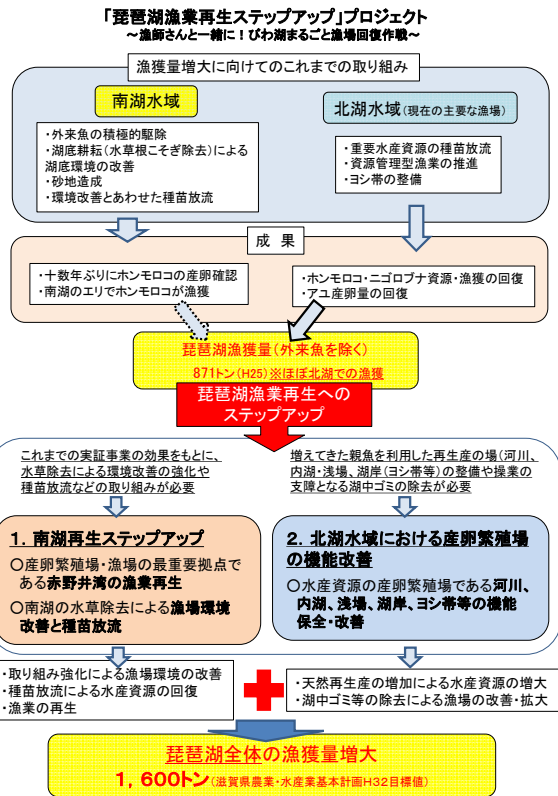 「琵琶湖漁業再生ステップアップ」プロジェクト
～漁師さんと一緒に！びわ湖まるごと漁場回復作戦～
漁獲量増大に向けてのこれまでの取り組み
南湖水域
・外来魚の積極的駆除
・湖底耕耘（水草根こそぎ除去）による
湖底環境の改善
・砂地造成
・環境改善とあわせた種苗放流
北湖水域（現在の主要な漁場）
・重要水産資源の種苗放流
・資源管理型漁業の推進
・ヨシ帯の整備
成 果
・十数年ぶりにホンモロコの産卵確認
・南湖のエリでホンモロコが漁獲
・ホンモロコ・ニゴロブナ資源・漁獲の回復
・アユ産卵量の回復
琵琶湖漁獲量（外来魚を除く）
871トン（H25）※ほぼ北湖での漁獲
琵琶湖漁業再生への
ステップアップ
これまでの実証事業の効果をもとに、
水草除去による環境改善の強化や
種苗放流などの取り組みが必要
増えてきた親魚を利用した再生産の場（河川、
内湖・浅場、湖岸（ヨシ帯等）の整備や操業の
支障となる湖中ゴミの除去が必要
1．南湖再生ステップアップ
○産卵繁殖場・漁場の最重要拠点で
ある赤野井湾の漁業再生
○南湖の水草除去による漁場環境
改善と種苗放流
2．北湖水域における産卵繁殖場
の機能改善
○水産資源の産卵繁殖場である河川、
内湖、浅場、湖岸、ヨシ帯等の機能
保全・改善
・取り組み強化による漁場環境の改善
・種苗放流による水産資源の回復
・漁業の再生
・天然再生産の増加による水産資源の増大
・湖中ゴミ等の除去による漁場の改善・拡大
琵琶湖全体の漁獲量増大
1，600トン（滋賀県農業・水産業基本計画H32目標値）